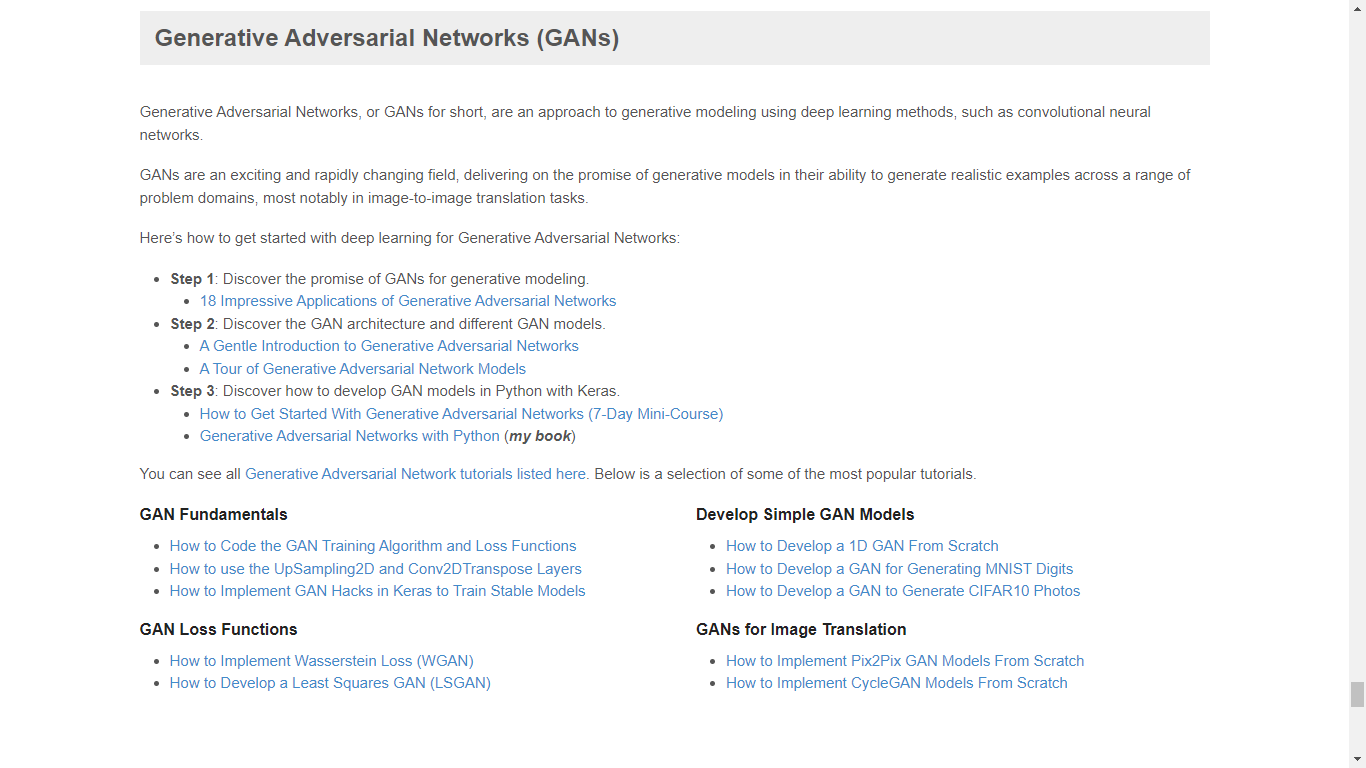 Generative Adversarial Networks (GANs)
Generative Adversarial Networks, or GANs for short, are an approach to generative modeling using deep learning methods, such as convolutional neural
networks.
GANs are an exciting and rapidly changing field, delivering on the promise of generative models in their ability to generate realistic examples across a range of
problem domains, most notably in image-to-image translation tasks.
Here’s how to get started with deep learning for Generative Adversarial Networks:
Step 1: Discover the promise of GANs for generative modeling.
18 Impressive Applications of Generative Adversarial Networks
Step 2: Discover the GAN architecture and different GAN models.
A Gentle Introduction to Generative Adversarial Networks
A Tour of Generative Adversarial Network Models
Step 3: Discover how to develop GAN models in Python with Keras.
How to Get Started With Generative Adversarial Networks (7-Day Mini-Course)
Generative Adversarial Networks with Python (my book)
You can see all Generative Adversarial Network tutorials listed here. Below is a selection of some of the most popular tutorials.
GAN Fundamentals
How to Code the GAN Training Algorithm and Loss Functions
How to use the UpSampling2D and Conv2DTranspose Layers
How to Implement GAN Hacks in Keras to Train Stable Models
GAN Loss Functions
How to Implement Wasserstein Loss (WGAN)
How to Develop a Least Squares GAN (LSGAN)
Develop Simple GAN Models
How to Develop a 1D GAN From Scratch
How to Develop a GAN for Generating MNIST Digits
How to Develop a GAN to Generate CIFAR10 Photos
GANs for Image Translation
How to Implement Pix2Pix GAN Models From Scratch
How to Implement CycleGAN Models From Scratch